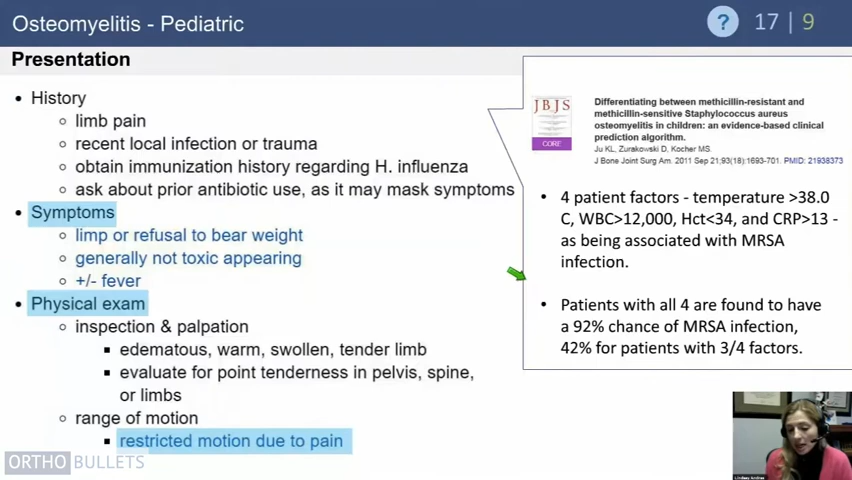 Osteomyelitis - Pediatric
? 17 | 9
Presentation
• History
limb pain
recent local infection or trauma
obtain immunization history regarding H. influenza
ask about prior antibiotic use, as it may mask symptoms
• Symptoms
limp or refusal to bear weight
generally not toxic appearing
+/- fever
• Physical exam
inspection & palpation
edematous, warm, swollen, tender limb
evaluate for point tenderness in pelvis, spine,
or limbs
range of motion
restricted motion due to pain
ORTHO BULLETS
JBJS
CORE
Differentiating between methicillin-resistant and
methicillin-sensitive Staphylococcus aureus
osteomyelitis in children: an evidence-based clinical
prediction algorithm.
Ju KL, Zurakowski D, Kocher MS.
J Bone Joint Surg Am. 2011 Sep 21;93(18):1693-701. PMID: 21938373
• 4 patient factors - temperature >38.0
C, WBC>12,000, Hct<34, and CRP>13 -
as being associated with MRSA
infection.
• Patients with all 4 are found to have
a 92% chance of MRSA infection,
42% for patients with 3/4 factors.
Lindsay Andras